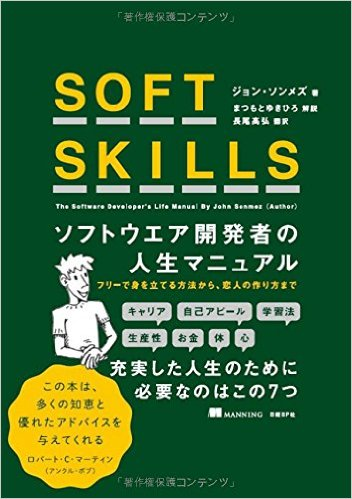 "著作権保護コンテンツ"
SOFT
SKILLS
ジョン・ソンメズ 著
まつもとゆきひろ 解説
長尾高弘 翻訳
The Software Developer's Life Manual By John Sonmez (Author)
ソフトウエア開発者の
人生マニュアル
フリーで身を立てる方法から、恋人の作り方まで
キャリア 自己アピール 学習法
生産性 お金 体 心
充実した人生のために
必要なのはこの7つ
この本は、
多くの知恵と
優れたアドバイスを
与えてくれる
ロバート・C・マーティン
(アンクル・ボブ)
MANNING 日経BP社
"著作権保護コンテンツ"